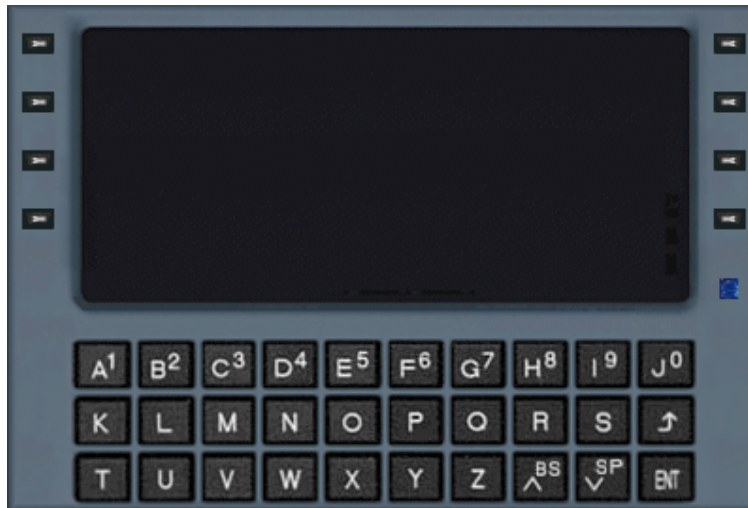 A1 B2 C3 D4 E5 F6 G7 H8 I9 J0
K L M N O P Q R S
T U V W X Y Z BS SP ENT